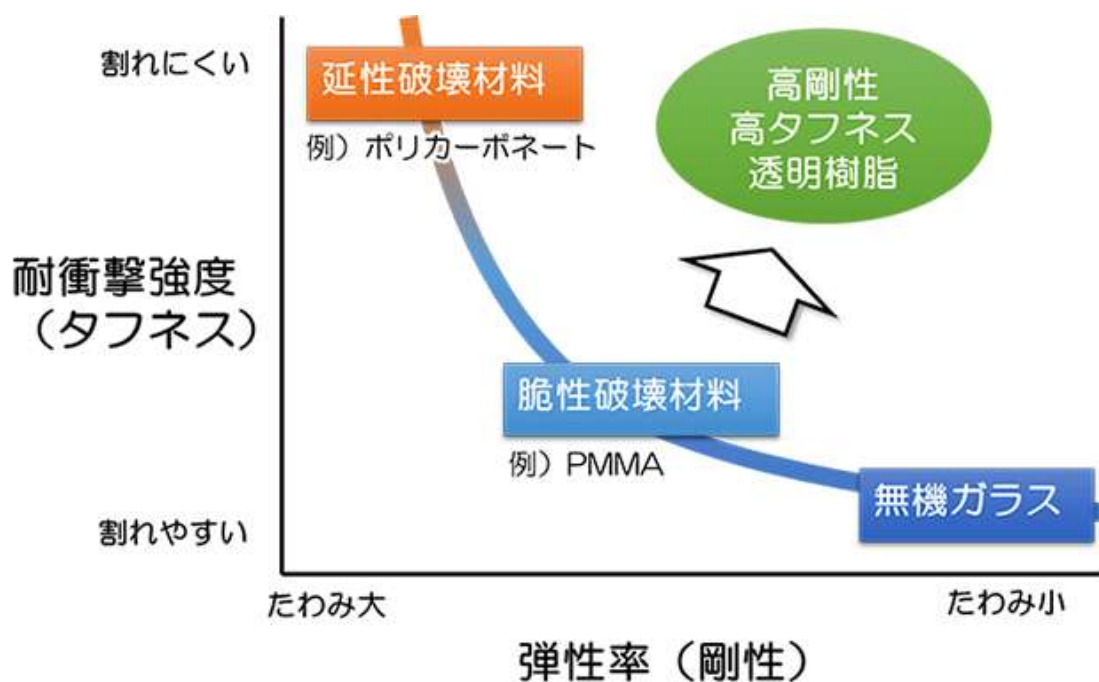 割れにくい
延性破壊材料
例）ポリカーボネート
高剛性
高タフネス
透明樹脂
耐衝撃強度
（タフネス）
脆性破壊材料
例）PMMA
無機ガラス
割れやすい
たわみ大
たわみ小
弾性率（剛性）